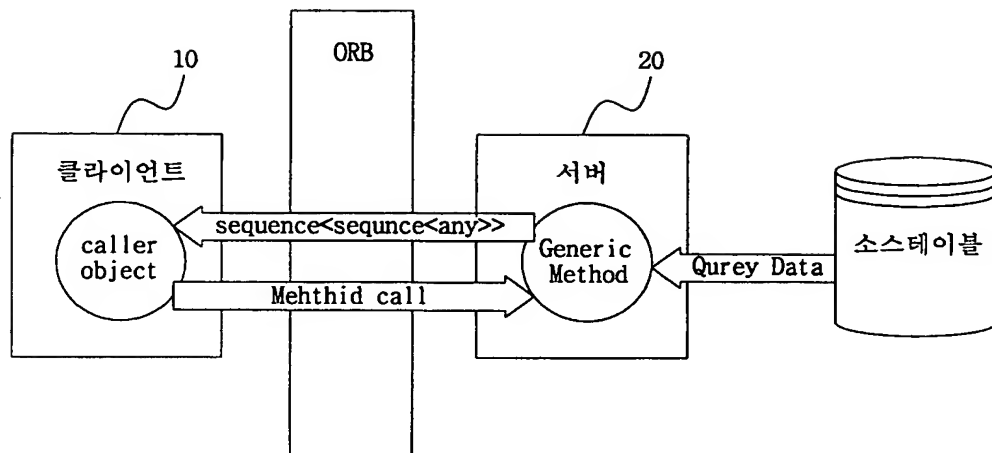 ORB
10
20
클라이언트
서버
sequence<sequnce<any>>
caller
object
Generic
Method
소스테이블
Qurey Data
Mehthid call